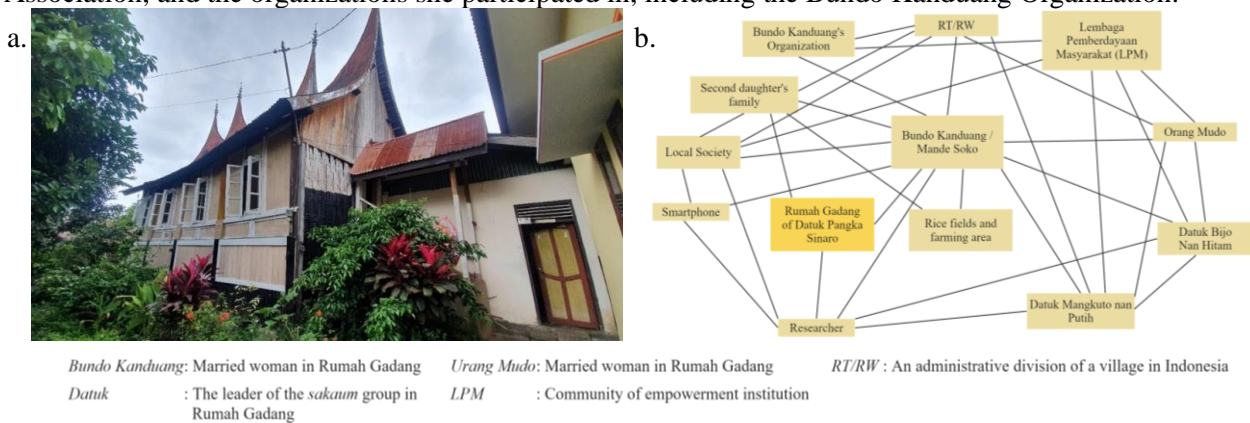 Association, and the organizations she participated in, including the Bundo Kanduang Organization.
a.
b.
Bundo Kanduang's
Organization
RT/RW
Lembaga
Pemberdayaan
Masyarakat (LPM)
Second daughter's
family
Bundo Kanduang /
Mande Soko
Orang Mudo
Local Society
Smartphone
Rumah Gadang
of Datuk Pangka
Sinaro
Rice fields and
farming area
Datuk Bijo
Nan Hitam
Datuk Mangkuto nan
Putih
Researcher
Bundo Kanduang: Married woman in Rumah Gadang
Urang Mudo: Married woman in Rumah Gadang
RT/RW : An administrative division of a village in Indonesia
Datuk : The leader of the sakaum group in
Rumah Gadang
LPM : Community of empowerment institution